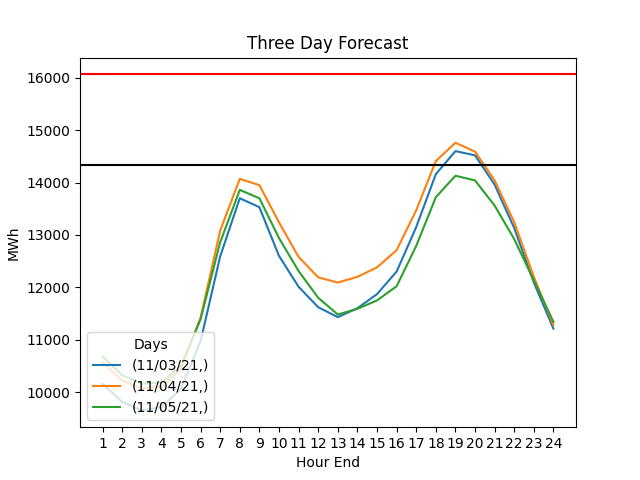 Three Day Forecast
MWh
16000
15000
14000
13000
12000
11000
10000
Days
(11/03/21,)
(11/04/21,)
(11/05/21,)
1 2 3 4 5 6 7 8 9 10 11 12 13 14 15 16 17 18 19 20 21 22 23 24
Hour End